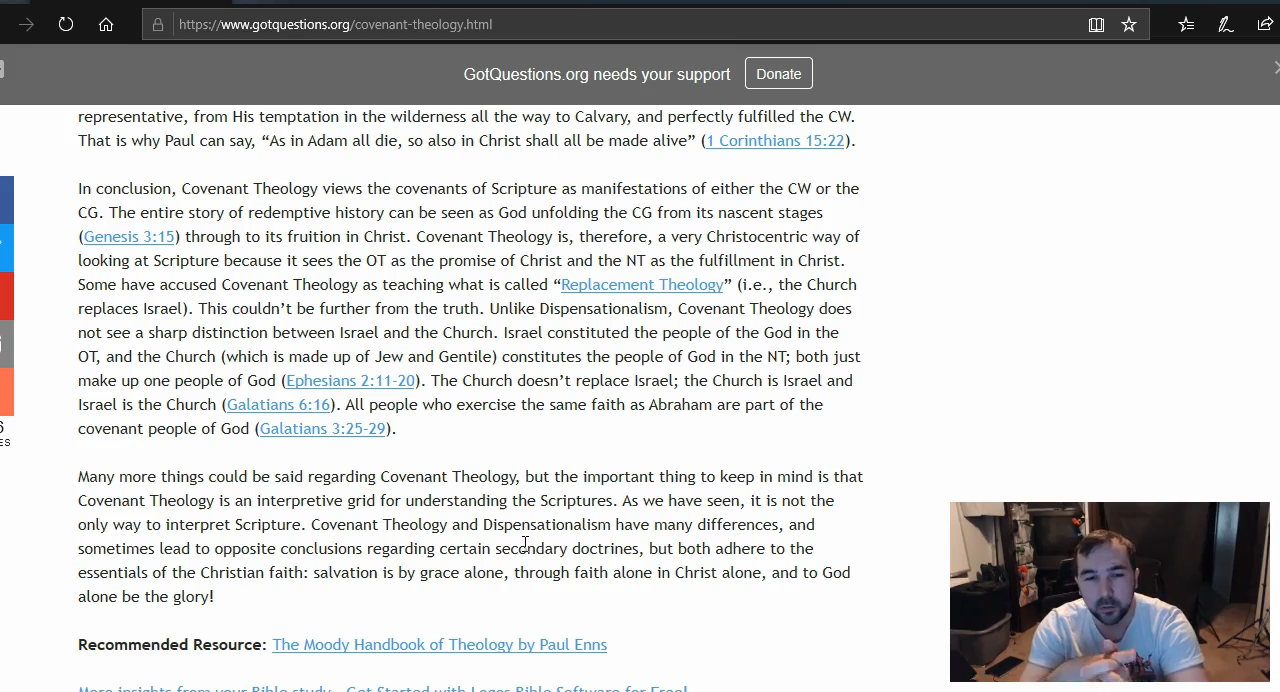 https://www.gotquestions.org/covenant-theology.html
GotQuestions.org needs your support
Donate
representative, from His temptation in the wilderness all the way to Calvary, and perfectly fulfilled the CW.
That is why Paul can say, “As in Adam all die, so also in Christ shall all be made alive” (1 Corinthians 15:22).
In conclusion, Covenant Theology views the covenants of Scripture as manifestations of either the CW or the
CG. The entire story of redemptive history can be seen as God unfolding the CG from its nascent stages
(Genesis 3:15) through to its fruition in Christ. Covenant Theology is, therefore, a very Christocentric way of
looking at Scripture because it sees the OT as the promise of Christ and the NT as the fulfillment in Christ.
Some have accused Covenant Theology as teaching what is called “Replacement Theology” (i.e., the Church
replaces Israel). This couldn’t be further from the truth. Unlike Dispensationalism, Covenant Theology does
not see a sharp distinction between Israel and the Church. Israel constituted the people of the God in the
OT, and the Church (which is made up of Jew and Gentile) constitutes the people of God in the NT; both just
make up one people of God (Ephesians 2:11-20). The Church doesn’t replace Israel; the Church is Israel and
Israel is the Church (Galatians 6:16). All people who exercise the same faith as Abraham are part of the
covenant people of God (Galatians 3:25-29).
6
ES
Many more things could be said regarding Covenant Theology, but the important thing to keep in mind is that
Covenant Theology is an interpretive grid for understanding the Scriptures. As we have seen, it is not the
only way to interpret Scripture. Covenant Theology and Dispensationalism have many differences, and
sometimes lead to opposite conclusions regarding certain secondary doctrines, but both adhere to the
essentials of the Christian faith: salvation is by grace alone, through faith alone in Christ alone, and to God
alone be the glory!
Recommended Resource: The Moody Handbook of Theology by Paul Enns
More insights from your Bible study - Get Started with Logos Bible Software for Free!